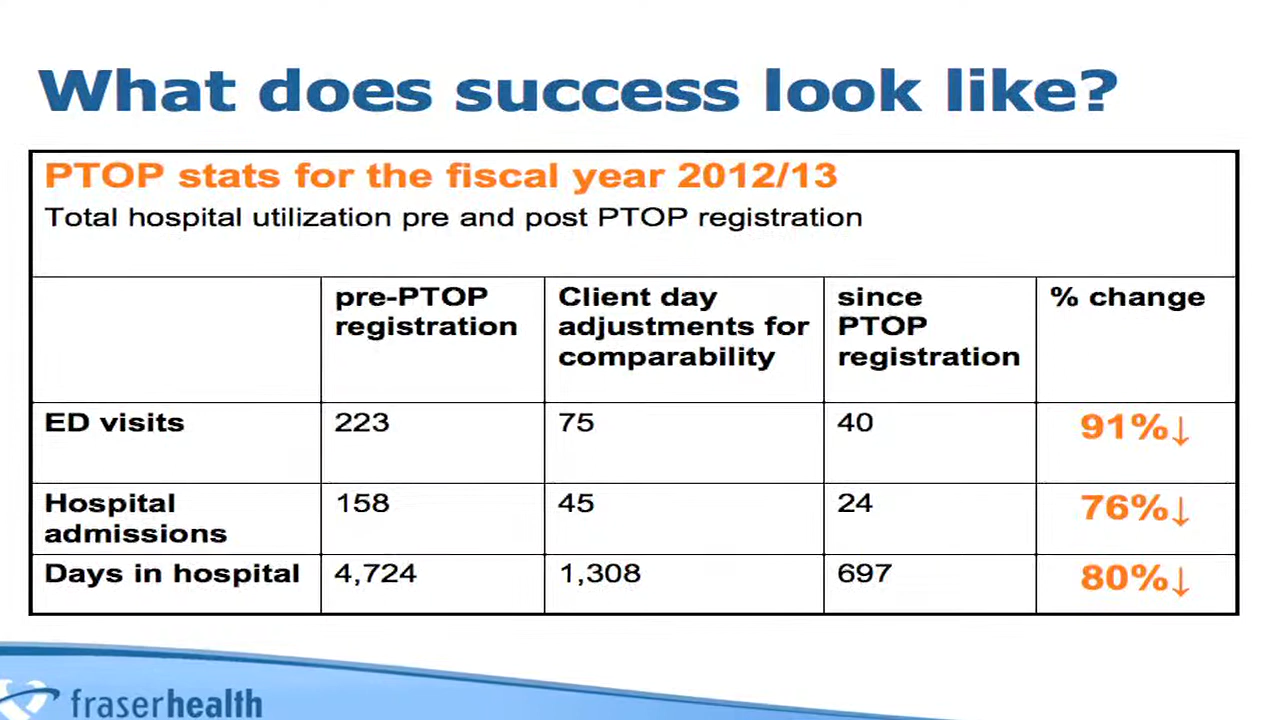 What does success look like?
PTOP stats for the fiscal year 2012/13
Total hospital utilization pre and post PTOP registration
pre-PTOP registration
Client day adjustments for comparability
since PTOP registration
% change
ED visits 223 75 40 91%↓
Hospital admissions 158 45 24 76%↓
Days in hospital 4,724 1,308 697 80%↓
fraserhealth